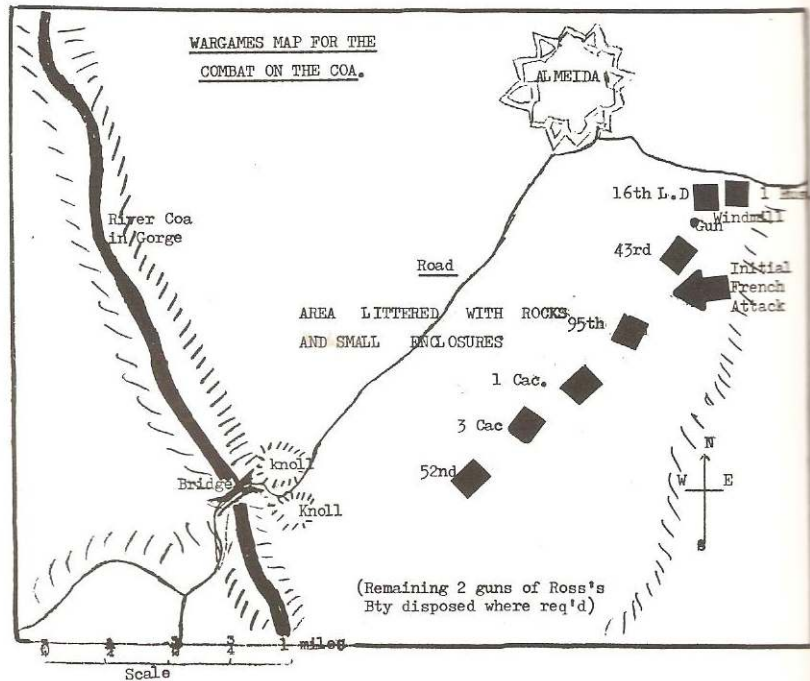 WARGAMES MAP FOR THE
COMBAT ON THE COA.
ALMEIDA
16th L.D
1
Windmill
Gun
43rd
River Coa
in Gorge
Road
Initial
French
Attack
AREA LITTERED WITH ROCKS
AND SMALL ENCLOSURES
95th
1 Cac.
3 Cac
52nd
knoll
Bridge
Knoll
N
W E
S
(Remaining 2 guns of Ross's
Bty disposed where req'd)
1 miles
Scale